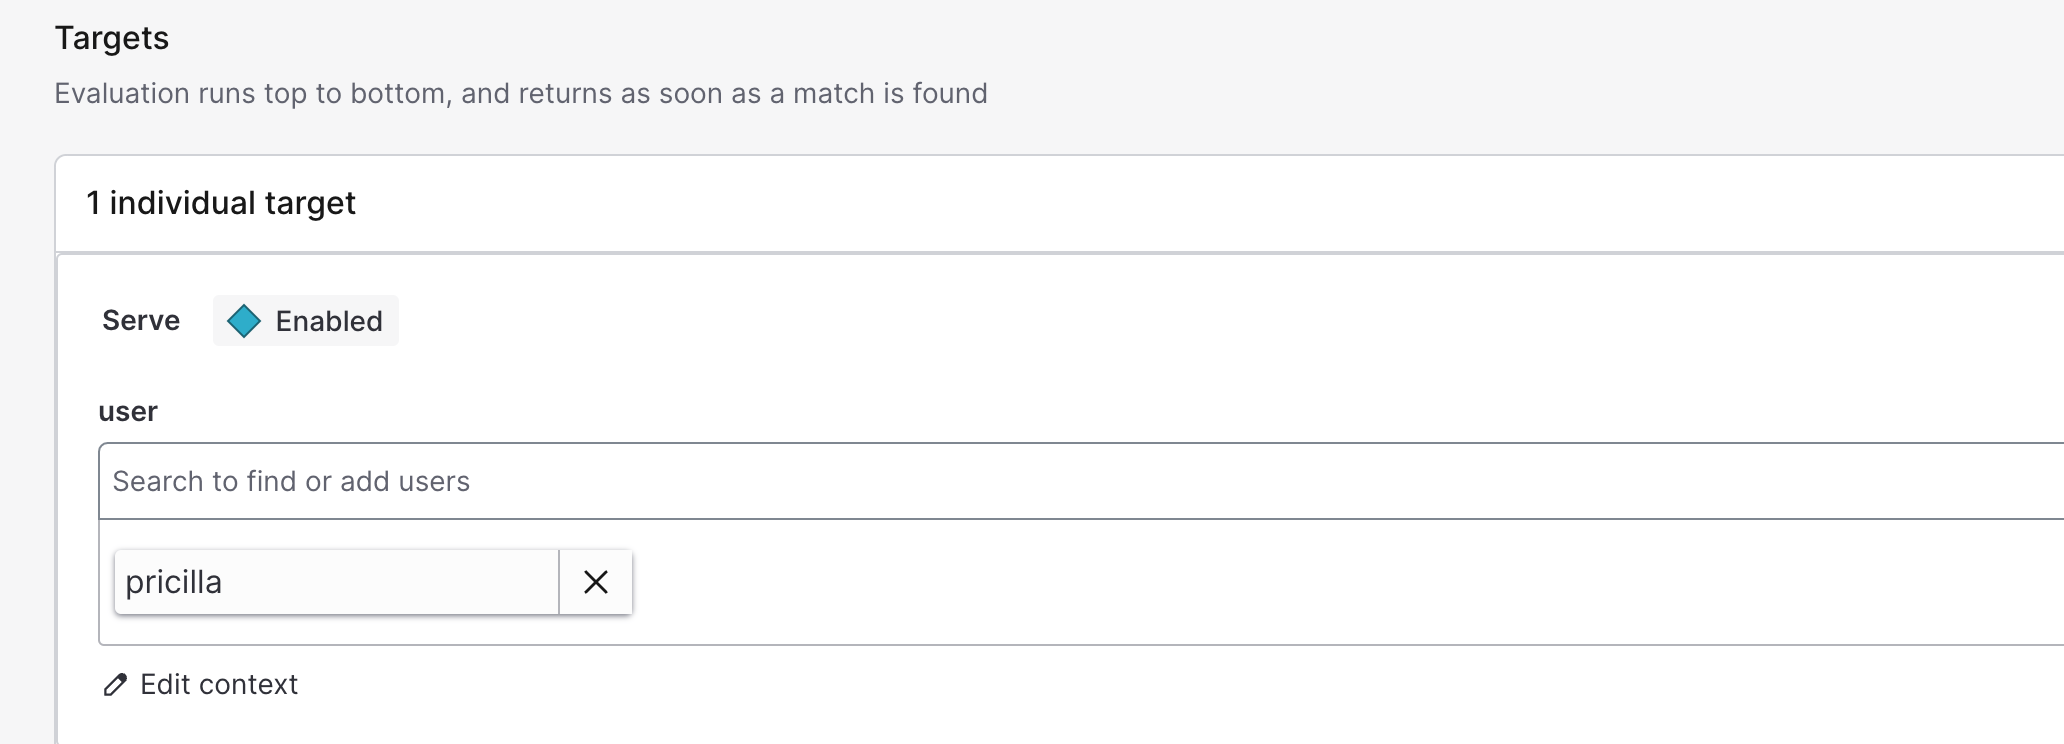 Targets
Evaluation runs top to bottom, and returns as soon as a match is found
1 individual target
Serve Enabled
user
Search to find or add users
pricilla
Edit context